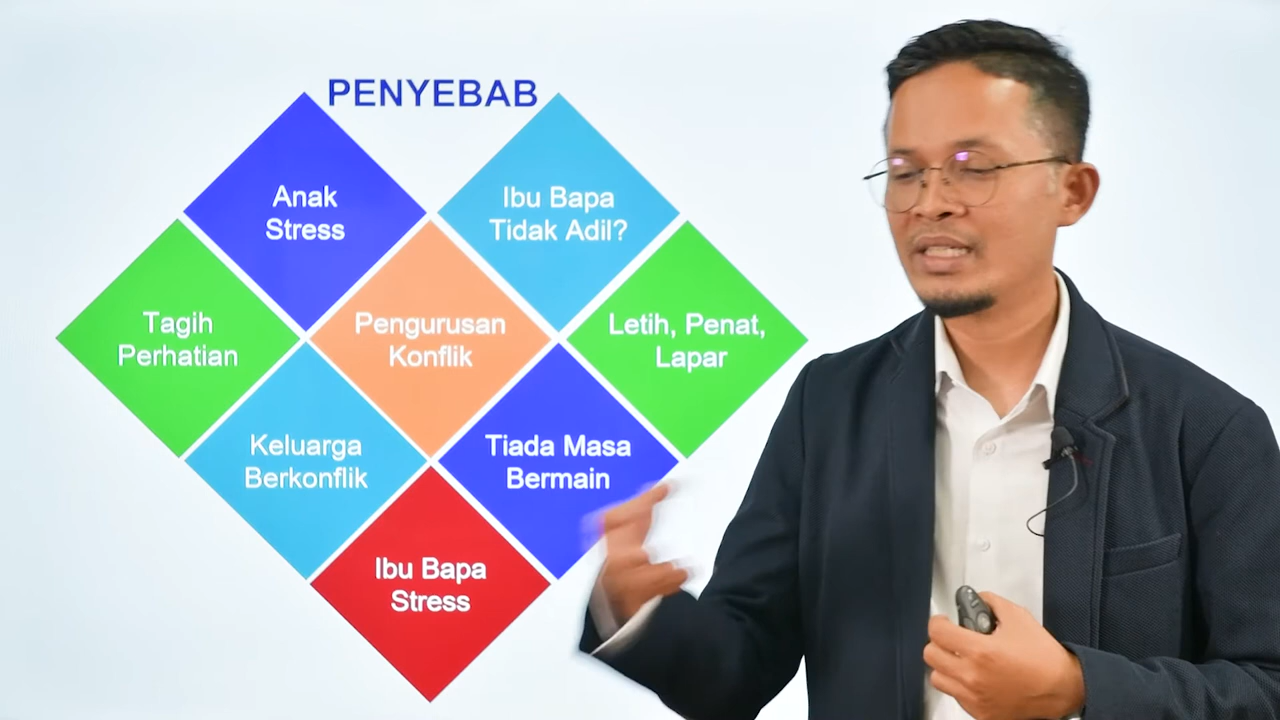 PENYEBAB
Anak
Stress
Ibu Bapa
Tidak Adil?
Tagih
Perhatian
Pengurusan
Konflik
Letih, Penat,
Lapar
Keluarga
Berkonflik
Tiada Masa
Bermain
Ibu Bapa
Stress